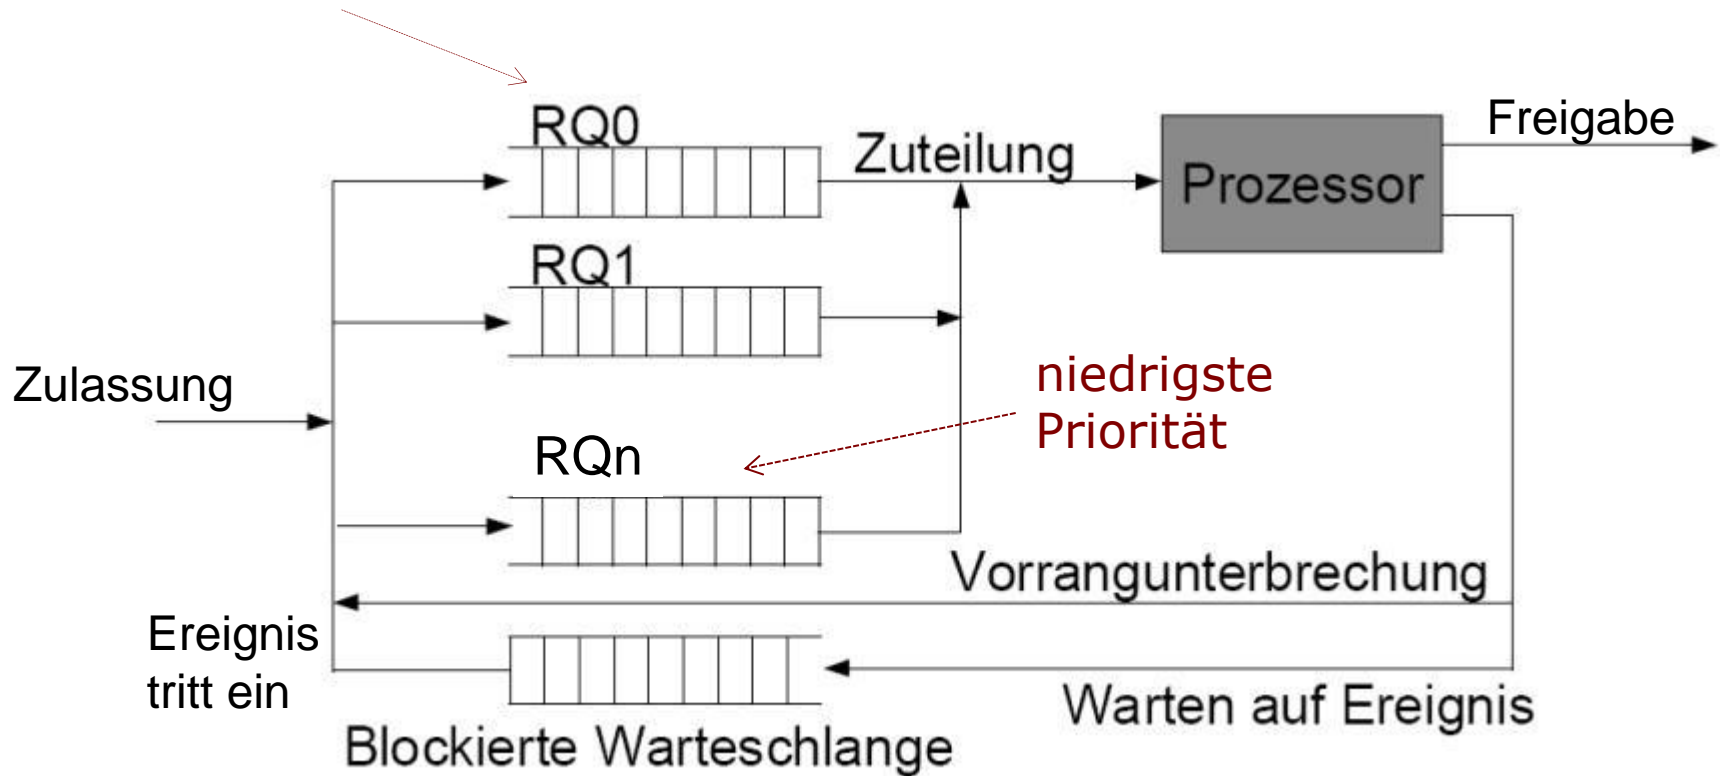 RQ0
Zuteilung
Freigabe
Prozessor
RQ1
Zulassung
niedrigste
Priorität
RQn
Vorrangunterbrechung
Ereignis
tritt ein
Warten auf Ereignis
Blockierte Warteschlange